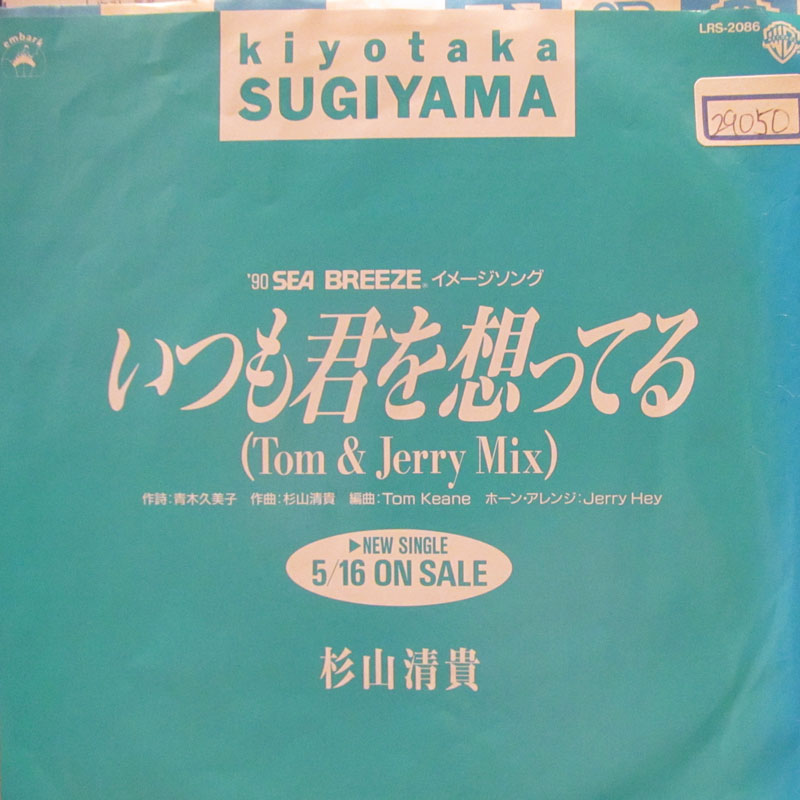 embark
LRS-2086
kiyotaka
SUGIYAMA
29050
'90 SEA BREEZE® イメージソング
いつも君を想ってる
(Tom & Jerry Mix)
作詩:青木久美子 作曲:杉山清貴 編曲:Tom Keane ホーン・アレンジ:Jerry Hey
▶NEW SINGLE
5/16 ON SALE
杉山清貴